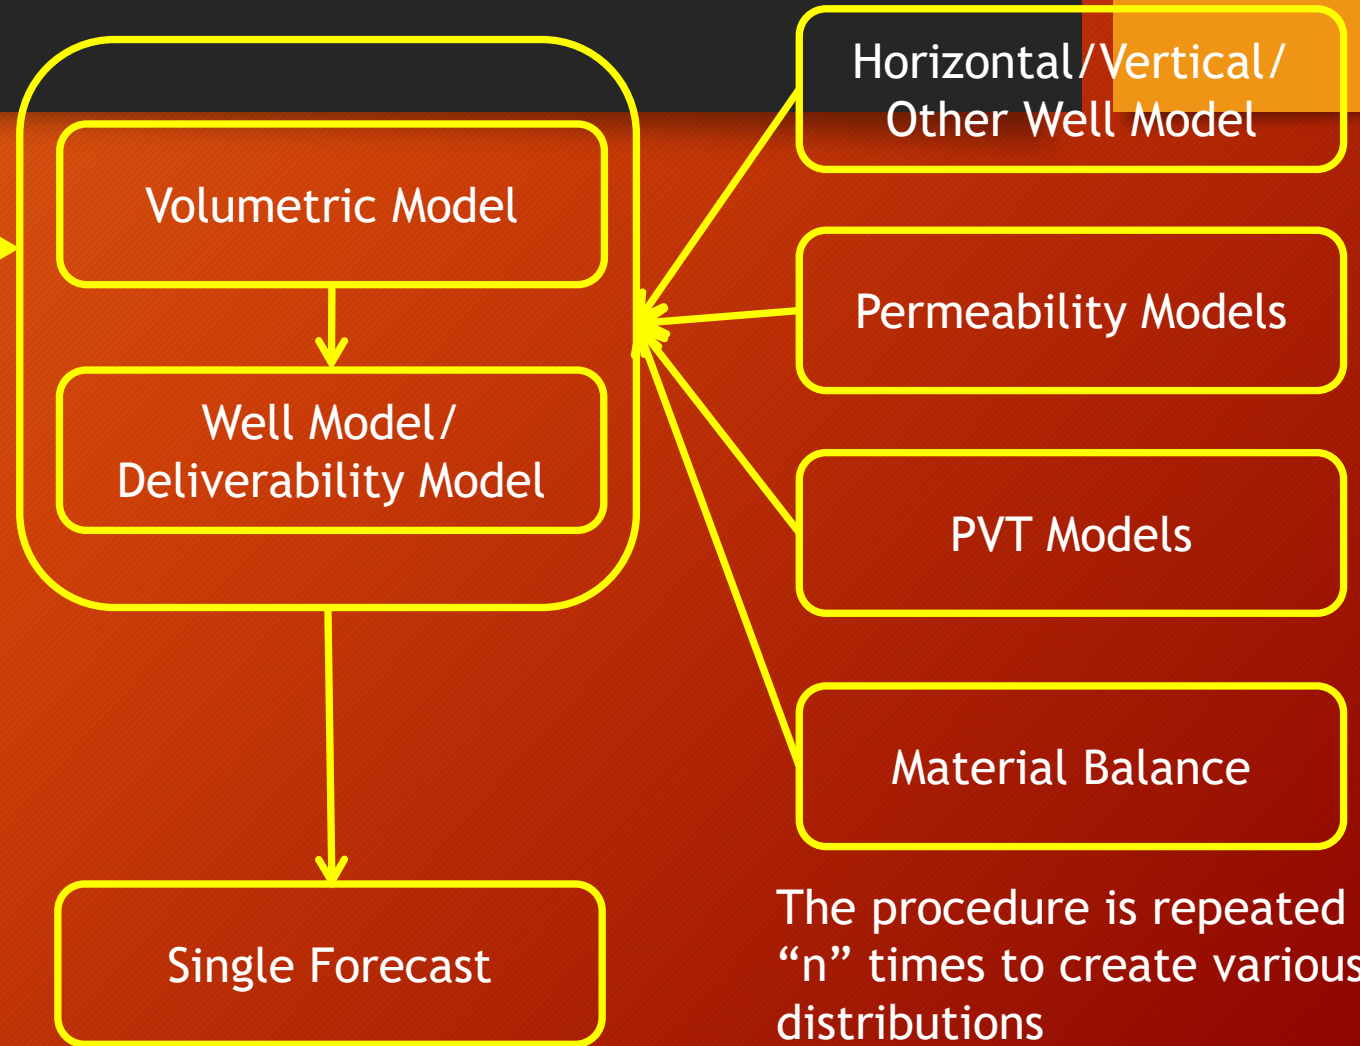 Volumetric Model
Well Model/
Deliverability Model
Single Forecast
Horizontal/Vertical/
Other Well Model
Permeability Models
PVT Models
Material Balance
The procedure is repeated
“n” times to create various
distributions